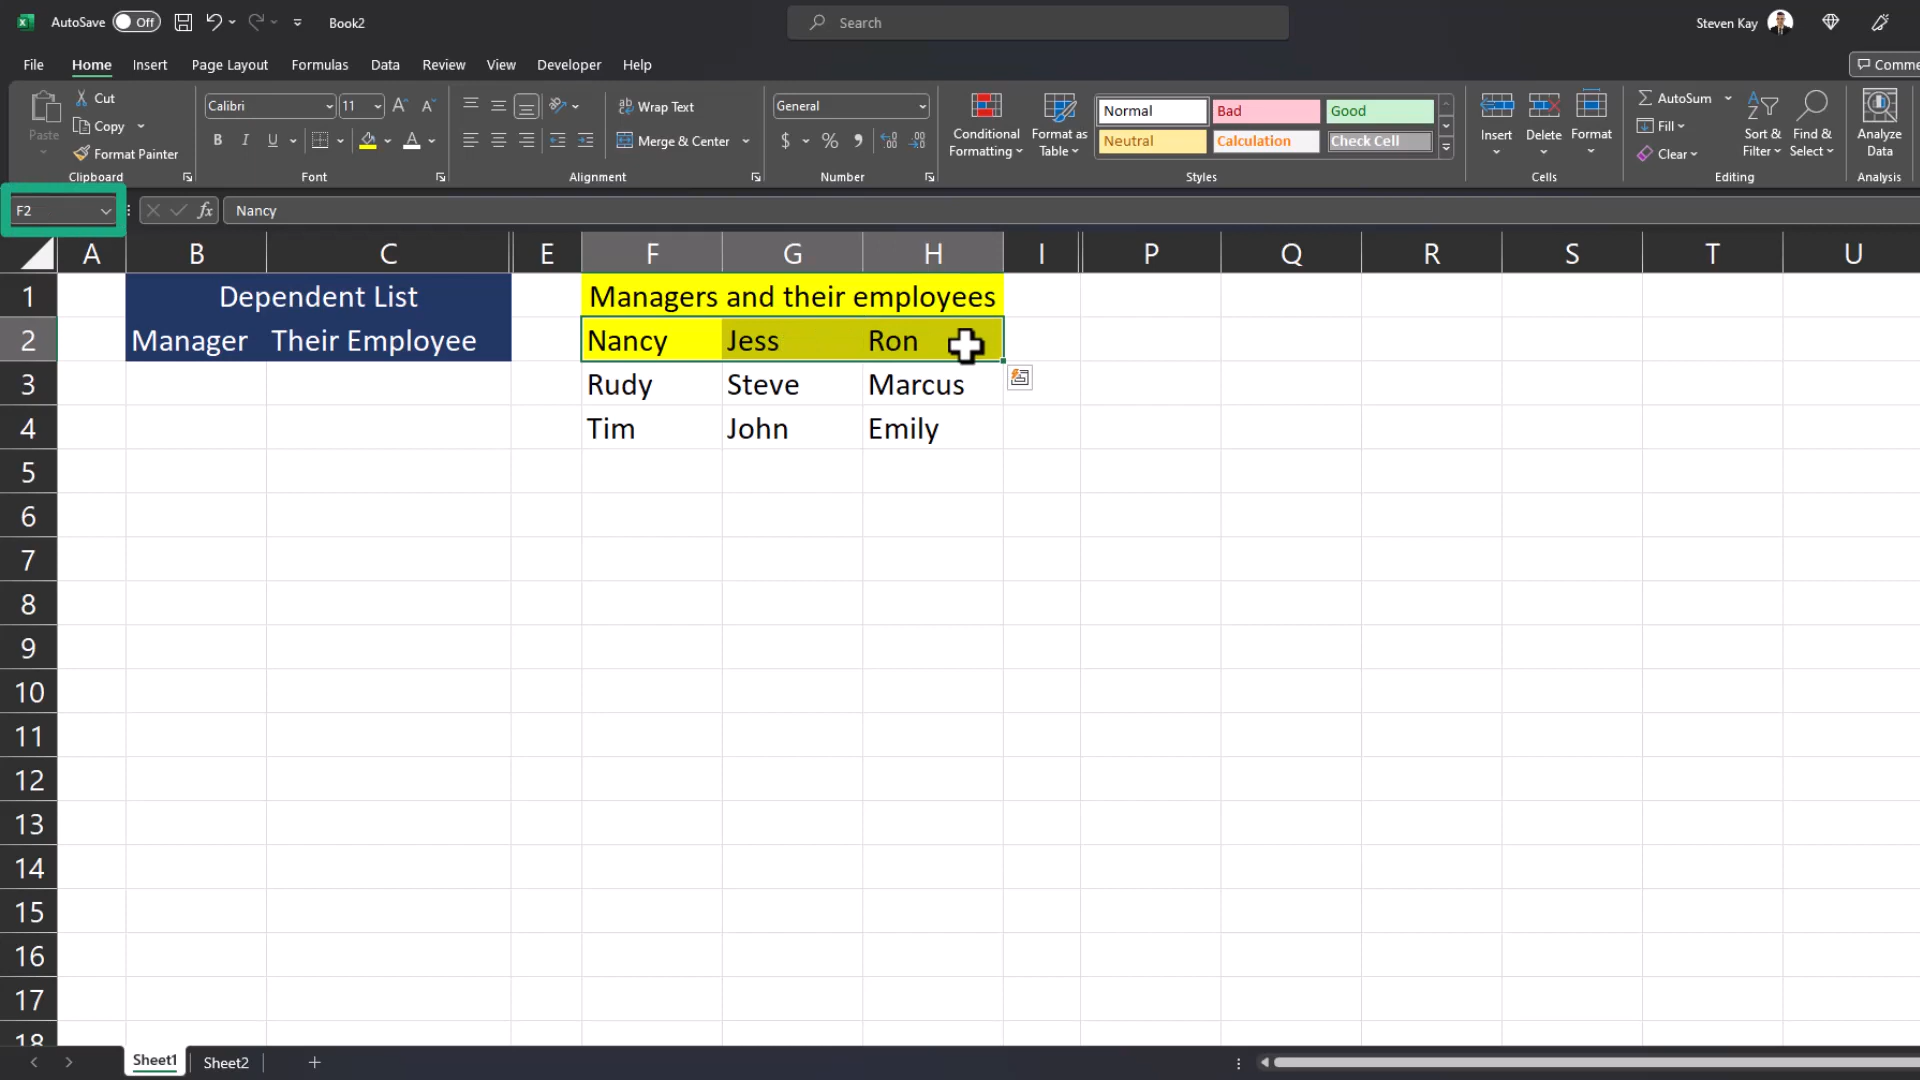 AutoSave Off Book2 Search Steven Kay
File Home Insert Page Layout Formulas Data Review View Developer Help Comme
Paste Cut Copy Format Painter Clipboard
Calibri 11 A A B I U A Font
Wrap Text Merge & Center Alignment
General $ % , Number
Conditional Formatting Format as Table Normal Bad Good Neutral Calculation Check Cell Styles
Insert Delete Format Cells
AutoSum Fill Clear Sort & Filter Find & Select Editing
Analyze Data Analysis
F2 fx Nancy
A B C E F G H I P Q R S T U
1 Dependent List Managers and their employees
2 Manager Their Employee Nancy Jess Ron
3 Rudy Steve Marcus
4 Tim John Emily
5
6
7
8
9
10
11
12
13
14
15
16
17
18
Sheet1 Sheet2